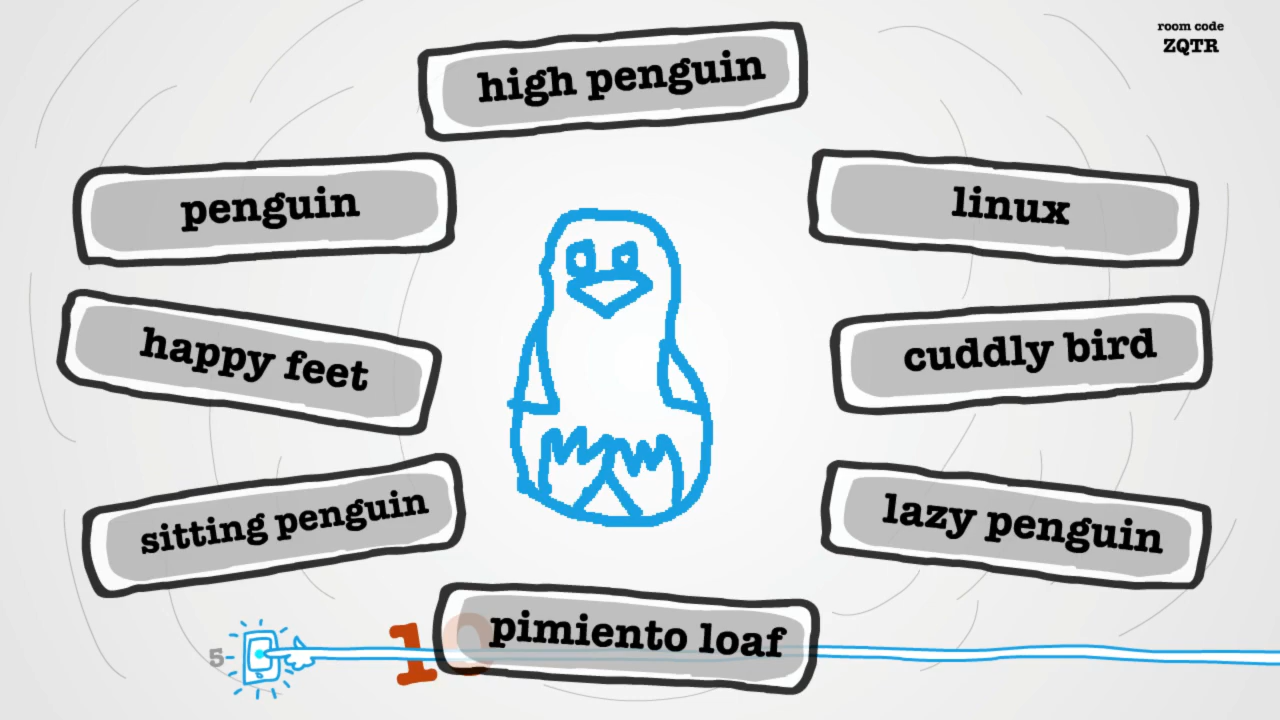 room code
ZQTR
high penguin
penguin
linux
happy feet
cuddly bird
sitting penguin
lazy penguin
pimiento loaf
5
10